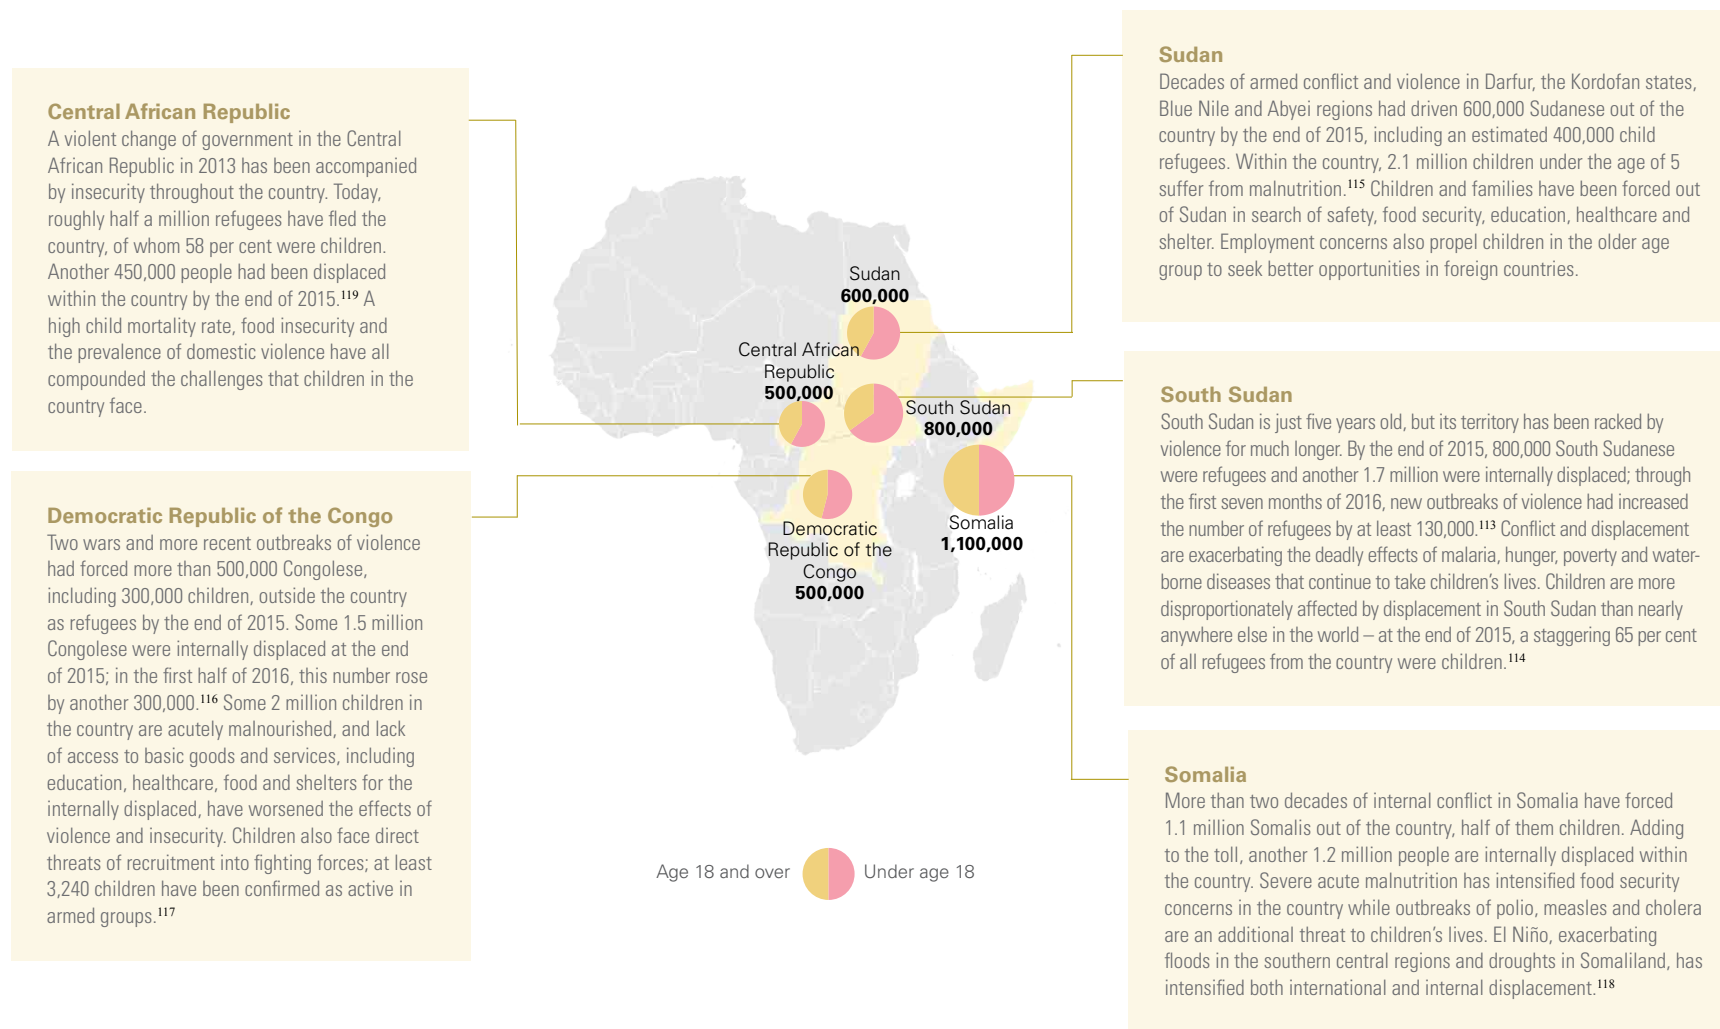 Central African Republic
A violent change of government in the Central
African Republic in 2013 has been accompanied
by insecurity throughout the country. Today,
roughly half a million refugees have fled the
country, of whom 58 per cent were children.
Another 450,000 people had been displaced
within the country by the end of 2015.119 A
high child mortality rate, food insecurity and
the prevalence of domestic violence have all
compounded the challenges that children in the
country face.
Democratic Republic of the Congo
Two wars and more recent outbreaks of violence
had forced more than 500,000 Congolese,
including 300,000 children, outside the country
as refugees by the end of 2015. Some 1.5 million
Congolese were internally displaced at the end
of 2015; in the first half of 2016, this number rose
by another 300,000.116 Some 2 million children in
the country are acutely malnourished, and lack
of access to basic goods and services, including
education, healthcare, food and shelters for the
internally displaced, have worsened the effects of
violence and insecurity. Children also face direct
threats of recruitment into fighting forces; at least
3,240 children have been confirmed as active in
armed groups.117
Sudan
600,000
Central African
Republic
500,000
South Sudan
800,000
Somalia
1,100,000
Democratic
Republic of the
Congo
500,000
Age 18 and over
Under age 18
Sudan
Decades of armed conflict and violence in Darfur, the Kordofan states,
Blue Nile and Abyei regions had driven 600,000 Sudanese out of the
country by the end of 2015, including an estimated 400,000 child
refugees. Within the country, 2.1 million children under the age of 5
suffer from malnutrition.115 Children and families have been forced out
of Sudan in search of safety, food security, education, healthcare and
shelter. Employment concerns also propel children in the older age
group to seek better opportunities in foreign countries.
South Sudan
South Sudan is just five years old, but its territory has been racked by
violence for much longer. By the end of 2015, 800,000 South Sudanese
were refugees and another 1.7 million were internally displaced; through
the first seven months of 2016, new outbreaks of violence had increased
the number of refugees by at least 130,000.113 Conflict and displacement
are exacerbating the deadly effects of malaria, hunger, poverty and water-
borne diseases that continue to take children's lives. Children are more
disproportionately affected by displacement in South Sudan than nearly
anywhere else in the world – at the end of 2015, a staggering 65 per cent
of all refugees from the country were children.114
Somalia
More than two decades of internal conflict in Somalia have forced
1.1 million Somalis out of the country, half of them children. Adding
to the toll, another 1.2 million people are internally displaced within
the country. Severe acute malnutrition has intensified food security
concerns in the country while outbreaks of polio, measles and cholera
are an additional threat to children's lives. El Niño, exacerbating
floods in the southern central regions and droughts in Somaliland, has
intensified both international and internal displacement.118